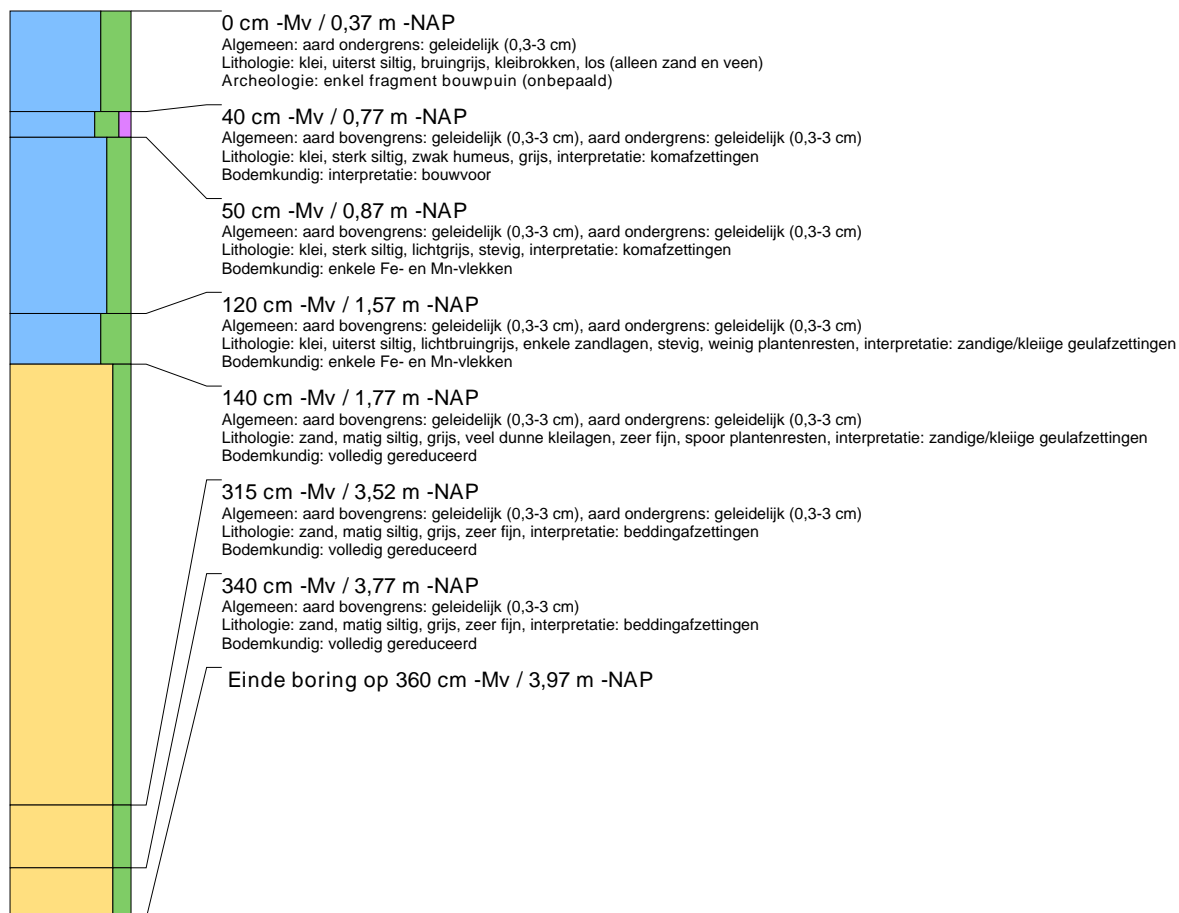 0 cm -Mv / 0,37 m -NAP
Algemeen: aard ondergrens: geleidelijk (0,3-3 cm)
Lithologie: klei, uiterst siltig, bruingrijs, kleibrokken, los (alleen zand en veen)
Archeologie: enkel fragment bouwpuin (onbepaald)
40 cm -Mv / 0,77 m -NAP
Algemeen: aard bovengrens: geleidelijk (0,3-3 cm), aard ondergrens: geleidelijk (0,3-3 cm)
Lithologie: klei, sterk siltig, zwak humeus, grijs, interpretatie: komafzettingen
Bodemkundig: interpretatie: bouwvoor
50 cm -Mv / 0,87 m -NAP
Algemeen: aard bovengrens: geleidelijk (0,3-3 cm), aard ondergrens: geleidelijk (0,3-3 cm)
Lithologie: klei, sterk siltig, lichtgrijs, stevig, interpretatie: komafzettingen
Bodemkundig: enkele Fe- en Mn-vlekken
120 cm -Mv / 1,57 m -NAP
Algemeen: aard bovengrens: geleidelijk (0,3-3 cm), aard ondergrens: geleidelijk (0,3-3 cm)
Lithologie: klei, uiterst siltig, lichtbruingrijs, enkele zandlagen, stevig, weinig plantenresten, interpretatie: zandige/kleiige geulafzettingen
Bodemkundig: enkele Fe- en Mn-vlekken
140 cm -Mv / 1,77 m -NAP
Algemeen: aard bovengrens: geleidelijk (0,3-3 cm), aard ondergrens: geleidelijk (0,3-3 cm)
Lithologie: zand, matig siltig, grijs, veel dunne kleilagen, zeer fijn, spoor plantenresten, interpretatie: zandige/kleiige geulafzettingen
Bodemkundig: volledig gereduceerd
315 cm -Mv / 3,52 m -NAP
Algemeen: aard bovengrens: geleidelijk (0,3-3 cm), aard ondergrens: geleidelijk (0,3-3 cm)
Lithologie: zand, matig siltig, grijs, zeer fijn, interpretatie: beddingafzettingen
Bodemkundig: volledig gereduceerd
340 cm -Mv / 3,77 m -NAP
Algemeen: aard bovengrens: geleidelijk (0,3-3 cm)
Lithologie: zand, matig siltig, grijs, zeer fijn, interpretatie: beddingafzettingen
Bodemkundig: volledig gereduceerd
Einde boring op 360 cm -Mv / 3,97 m -NAP